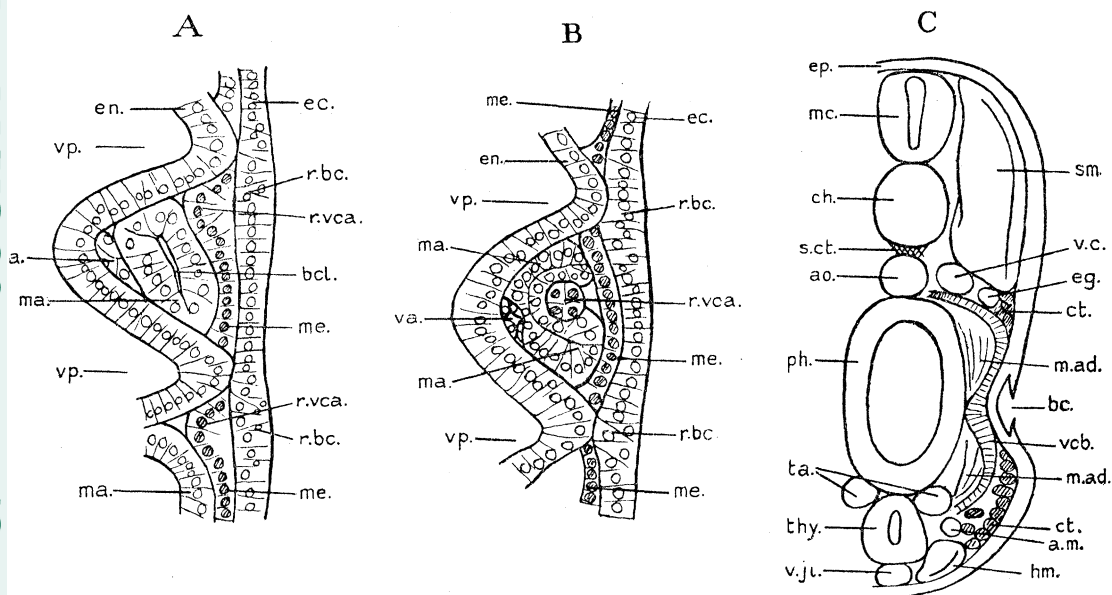 A
B
C
en.
vp.
a.
ma.
vp.
ma.
ec.
r.bc.
r.vca.
bcl.
me.
r.vca.
r.bc.
me.
me.
en.
vp.
ma.
va.
ma.
vp.
ec.
r.bc.
r.vca.
me.
r.bc
me.
ep.
mc.
ch.
s.ct.
ao.
ph.
ta.
thy.
v.ji.
sm.
v.c.
eg.
ct.
m.ad.
bc.
vcb.
m.ad.
ct.
a.m.
hm.